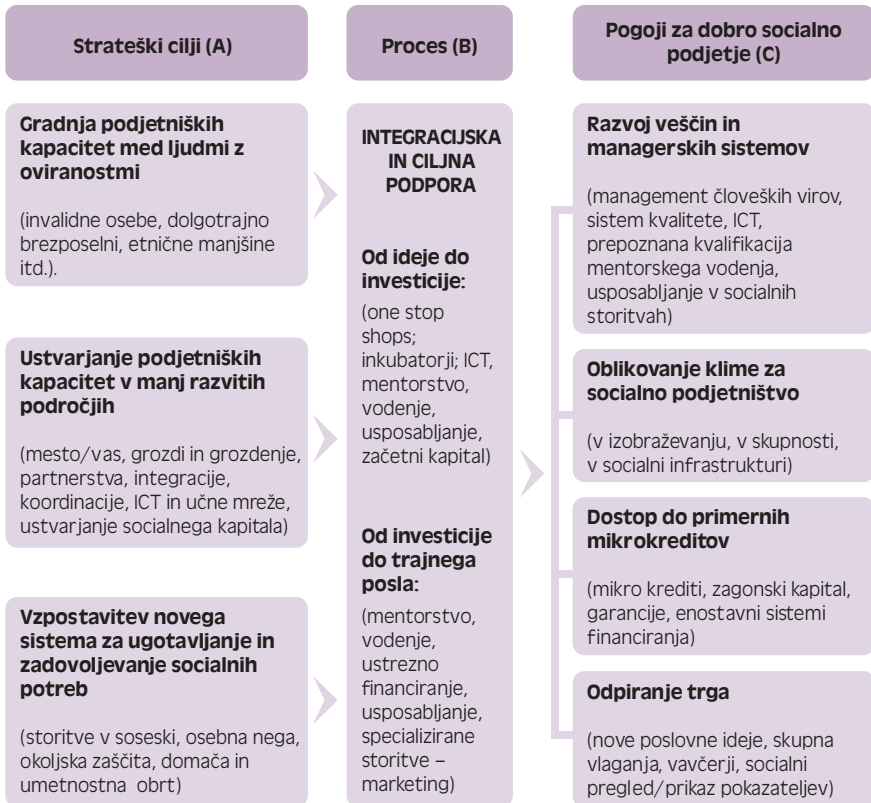 Strateški cilji (A)
Gradnja podjetniških
kapacitet med ljudmi z
oviranostmi
(invalidne osebe, dolgotrajno
brezposelni, etnične manjšine
itd.).
Ustvarjanje podjetniških
kapacitet v manj razvitih
področjih
(mesto/vas, grozdi in grozdenje,
partnerstva, integracije,
koordinacije, ICT in učne mreže,
ustvarjanje socialnega kapitala)
Vzpostavitev novega
sistema za ugotavljanje in
zadovoljevanje socialnih
potreb
(storitve v soseski, osebna nega,
okoljska zaščita, domača in
umetnostna obrt)
Proces (B)
INTEGRACIJSKA
IN CILJNA
PODPORA
Od ideje do
investicije:
(one stop
shops;
inkubatorji; ICT,
mentorstvo,
vodenje,
usposabljanje,
začetni kapital)
Od investicije
do trajnega
posla:
(mentorstvo,
vodenje,
ustrezno
financiranje,
usposabljanje,
specializirane
storitve –
marketing)
Pogoji za dobro socialno
podjetje (C)
Razvoj veščin in
managerskih sistemov
(management človeških virov,
sistem kvalitete, ICT,
prepoznana kvalifikacija
mentorskega vodenja,
usposabljanje v socialnih
storitvah)
Oblikovanje klime za
socialno podjetništvo
(v izobraževanju, v skupnosti,
v socialni infrastrukturi)
Dostop do primernih
mikrokreditov
(mikro krediti, zagonski kapital,
garancije, enostavni sistemi
financiranja)
Odpiranje trga
(nove poslovne ideje, skupna
vlaganja, vavčerji, socialni
pregled/prikaz pokazateljev)